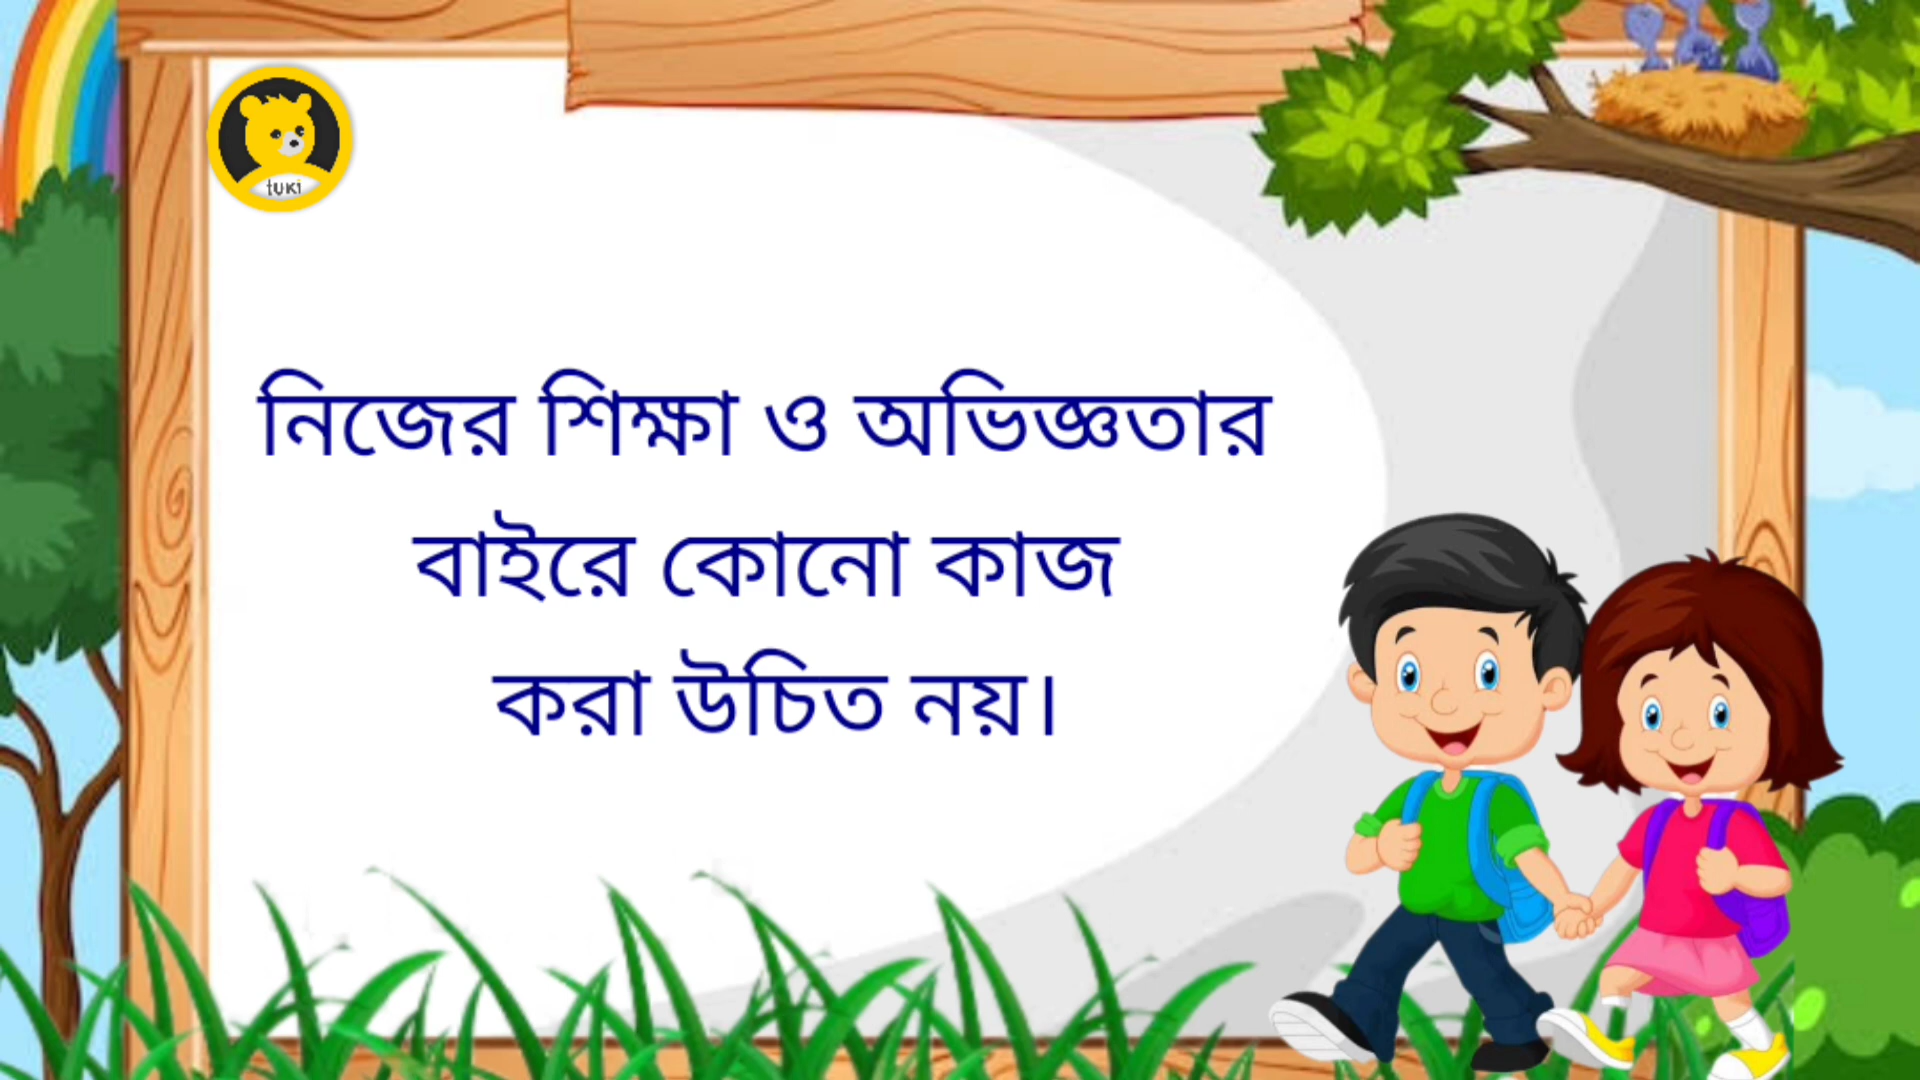 tuki
নিজের শিক্ষা ও অভিজ্ঞতার
বাইরে কোনো কাজ
করা উচিত নয়।